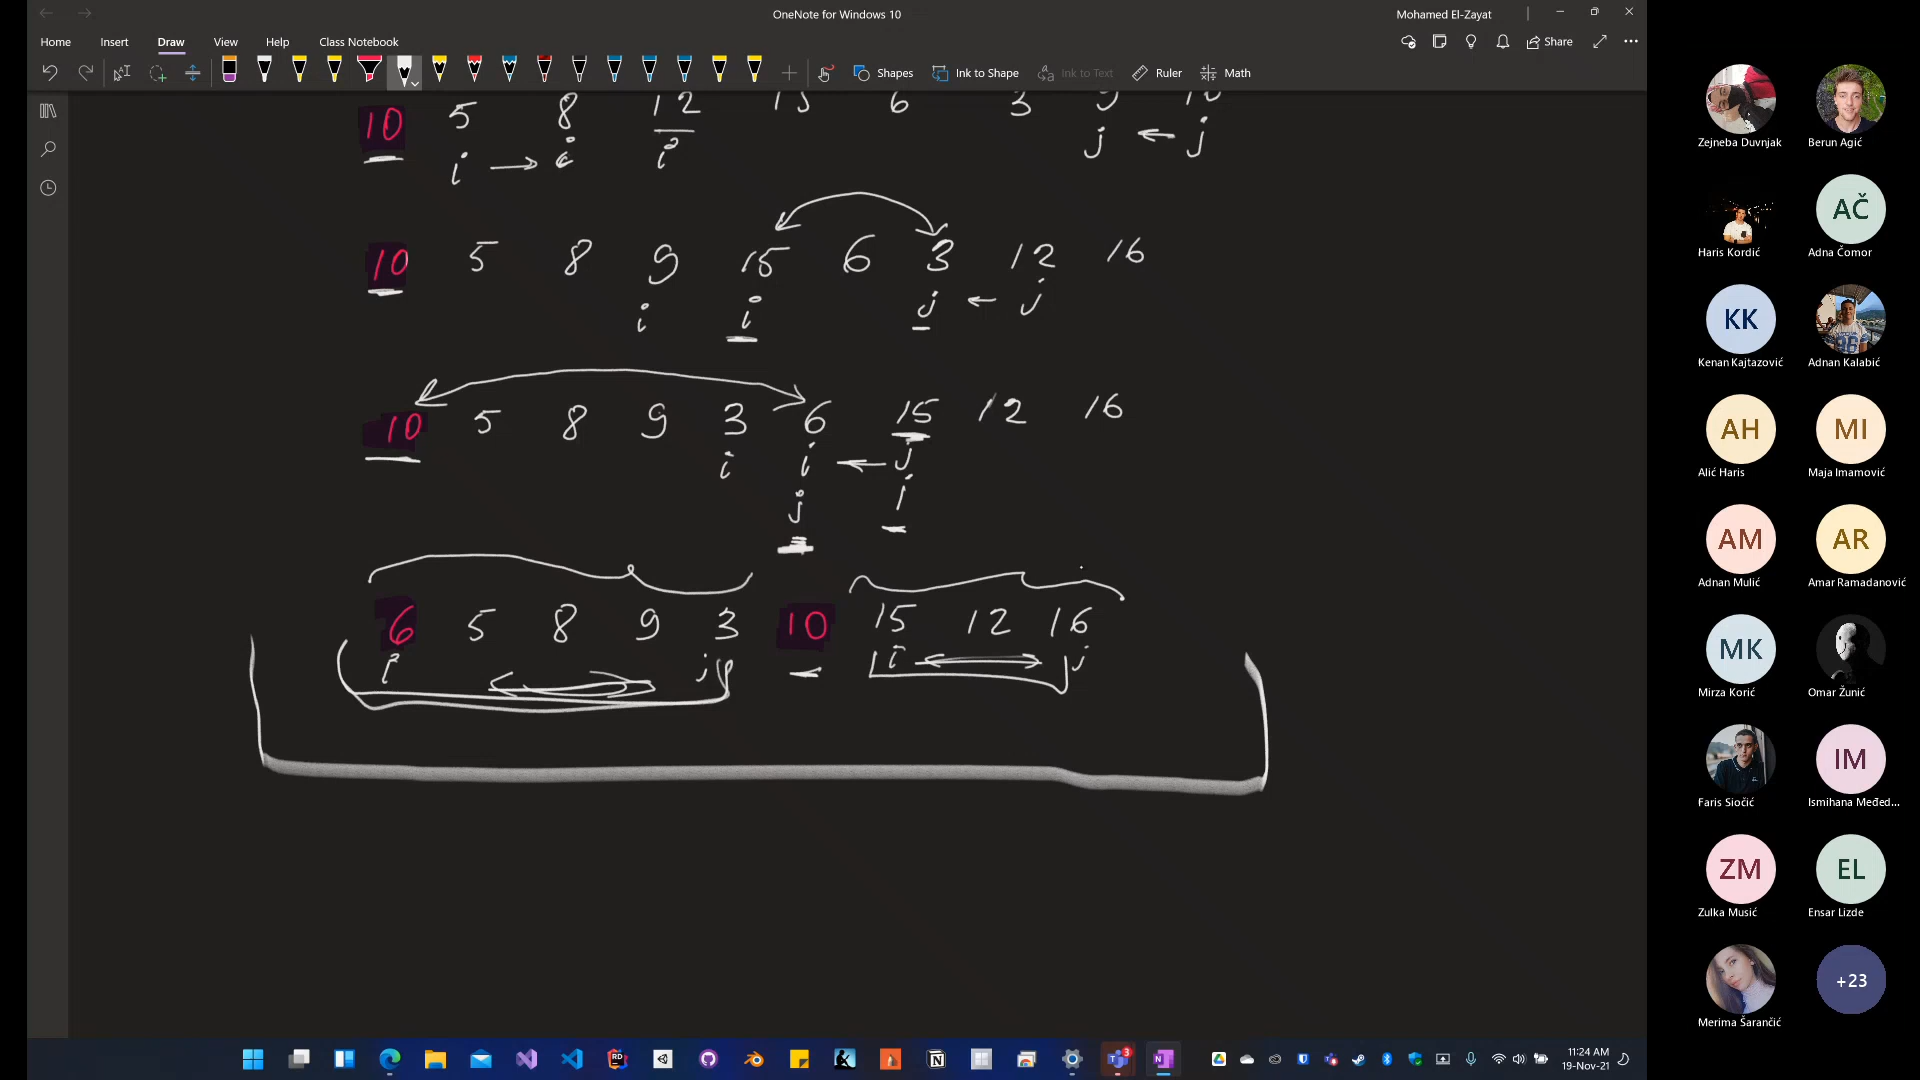 OneNote for Windows 10
Mohamed El-Zayat
Home Insert Draw View Help Class Notebook
Share
Shapes Ink to Shape Ink to Text Ruler Math
10 5 8 12 15 6 3 9 16
i → i i j ← j
10 5 8 9 15 6 3 12 16
i i j ← j
10 5 8 9 3 6 15 12 16
i i ← j
j i
6 5 8 9 3 10 15 12 16
i j i j
Zejneba Duvnjak
Berun Agić
Haris Kordić
AČ
Adna Čomor
KK
Kenan Kajtazović
Adnan Kalabić
AH
Alić Haris
MI
Maja Imamović
AM
Adnan Mulić
AR
Amar Ramadanović
MK
Mirza Korić
Omar Žunić
Faris Siočić
IM
Ismihana Međed...
ZM
Zulka Musić
EL
Ensar Lizde
Merima Šarančić
+23
11:24 AM
19-Nov-21